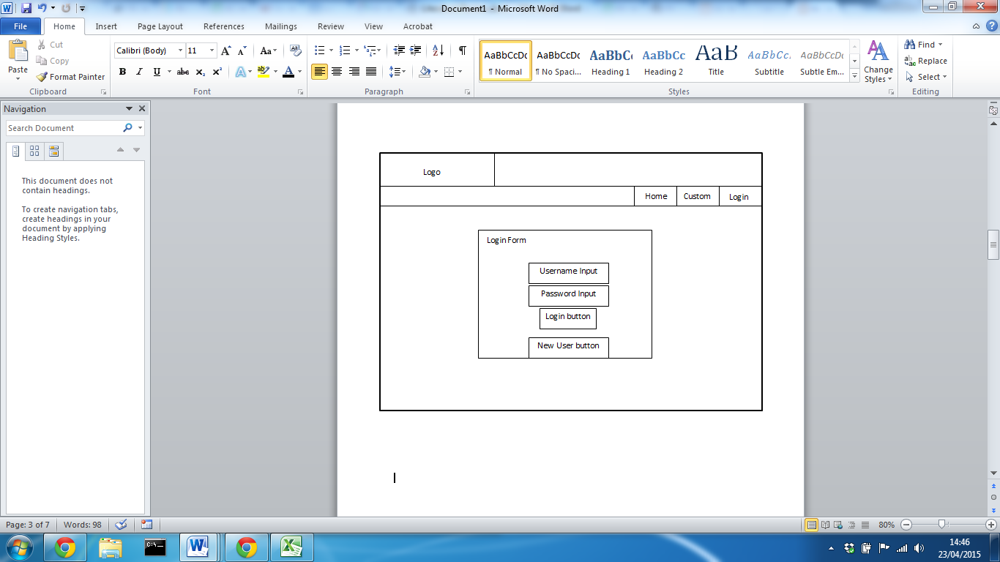 Document1 - Microsoft Word
File Home Insert Page Layout References Mailings Review View Acrobat
Paste
Cut
Copy
Format Painter
Clipboard
Calibri (Body) 11
Font
Paragraph
AaBbCcDc AaBbCcDc AaBbCc AaBbCc AaB AaBbCc. AaBbCcDc
¶ Normal ¶ No Spaci... Heading 1 Heading 2 Title Subtitle Subtle Em...
Change
Styles
Styles
Find
Replace
Select
Editing
Navigation
Search Document
This document does not
contain headings.
To create navigation tabs,
create headings in your
document by applying
Heading Styles.
Logo
Home Custom Login
Login Form
Username Input
Password Input
Login button
New User button
Page: 3 of 7 Words: 98
80%
14:46
23/04/2015